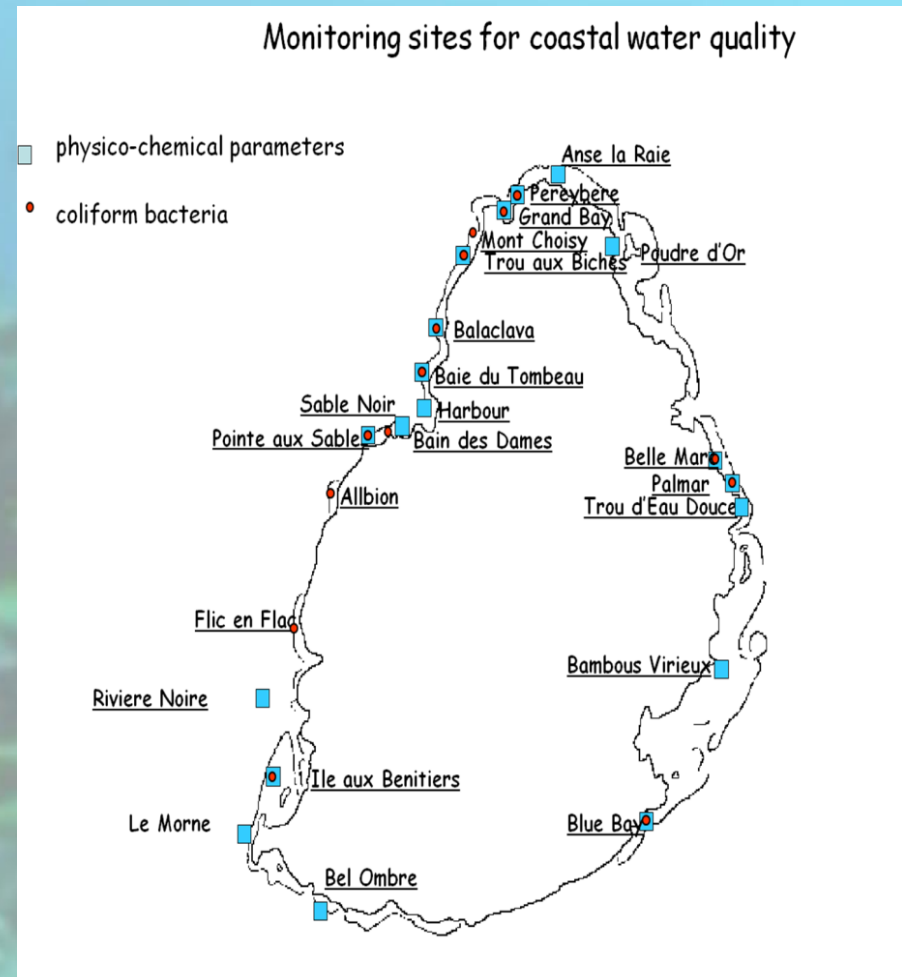 Monitoring sites for coastal water quality
physico-chemical parameters
coliform bacteria
Anse la Raie
Pereybere
Grand Bay
Mont Choisy
Poudre d'Or
Trou aux Biches
Balaclava
Baie du Tombeau
Sable Noir
Harbour
Pointe aux Sable
Bain des Dames
Belle Mare
Palmar
Allbion
Trou d'Eau Douce
Flic en Flac
Bambous Virieux
Riviere Noire
Ile aux Benitiers
Le Morne
Blue Bay
Bel Ombre